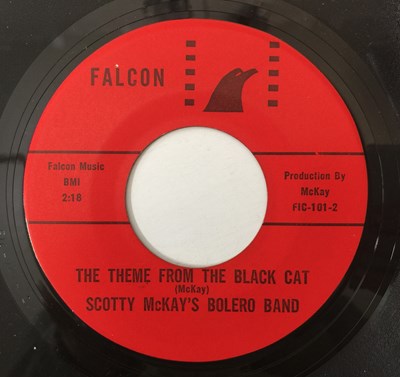 FALCON
Falcon Music
BMI
2:18
Production By
McKay
FIC-101-2
THE THEME FROM THE BLACK CAT
(McKay)
SCOTTY McKAY'S BOLERO BAND